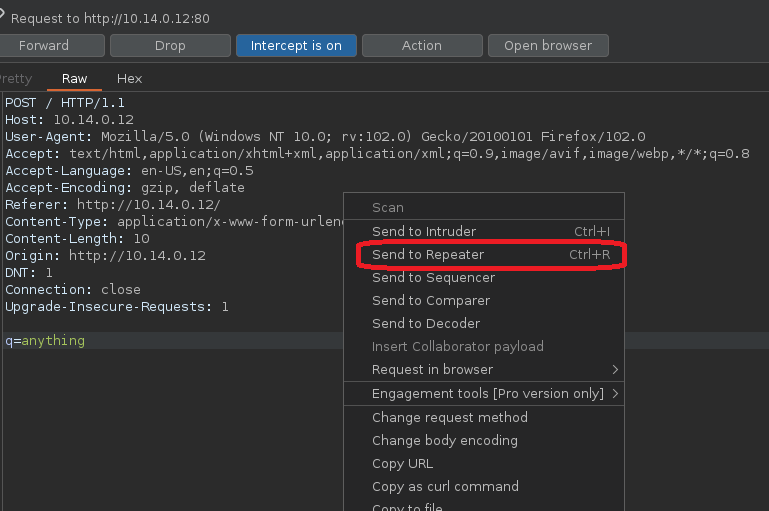 Request to http://10.14.0.12:80
Forward Drop Intercept is on Action Open browser
retty Raw Hex
POST / HTTP/1.1
Host: 10.14.0.12
User-Agent: Mozilla/5.0 (Windows NT 10.0; rv:102.0) Gecko/20100101 Firefox/102.0
Accept: text/html,application/xhtml+xml,application/xml;q=0.9,image/avif,image/webp,*/*;q=0.8
Accept-Language: en-US,en;q=0.5
Accept-Encoding: gzip, deflate
Referer: http://10.14.0.12/
Content-Type: application/x-www-form-urlenc
Content-Length: 10
Origin: http://10.14.0.12
DNT: 1
Connection: close
Upgrade-Insecure-Requests: 1
q=anything
Scan
Send to Intruder Ctrl+I
Send to Repeater Ctrl+R
Send to Sequencer
Send to Comparer
Send to Decoder
Insert Collaborator payload
Request in browser >
Engagement tools [Pro version only] >
Change request method
Change body encoding
Copy URL
Copy as curl command
Copy to file